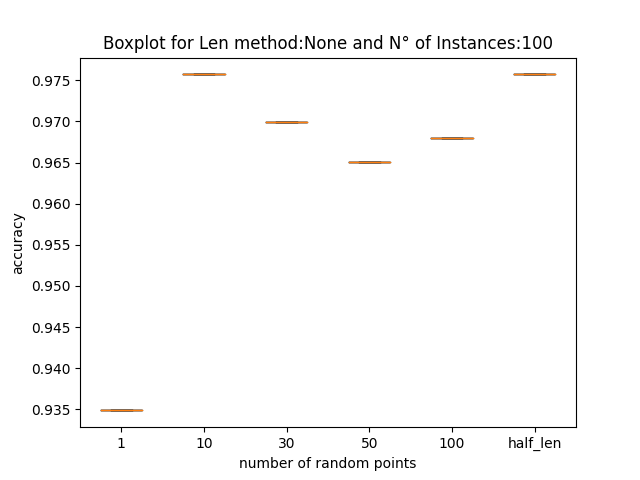 Boxplot for Len method:None and N° of Instances:100
accuracy
0.975
0.970
0.965
0.960
0.955
0.950
0.945
0.940
0.935
1 10 30 50 100 half_len
number of random points